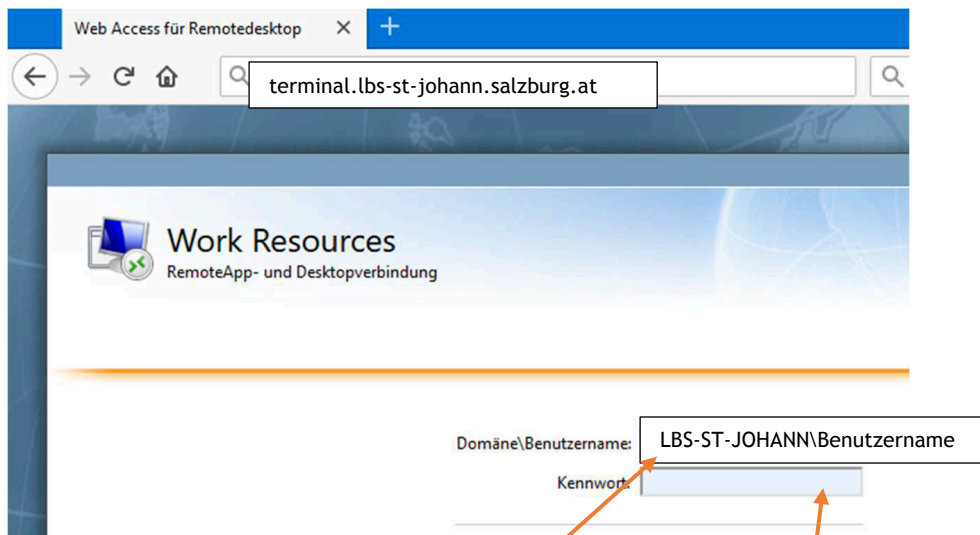 Web Access für Remotedesktop
terminal.lbs-st-johann.salzburg.at
Work Resources
RemoteApp- und Desktopverbindung
Domäne\Benutzername: LBS-ST-JOHANN\Benutzername
Kennwort: